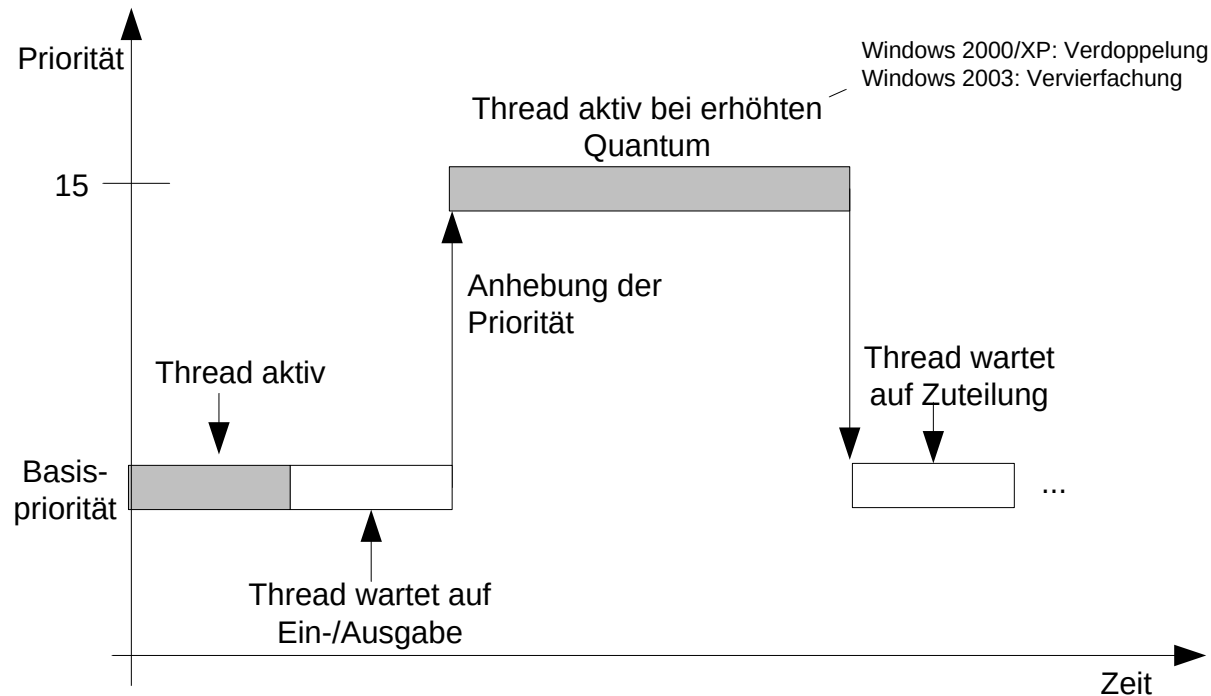 Priorität
Windows 2000/XP: Verdoppelung
Windows 2003: Vervierfachung
Thread aktiv bei erhöhten
Quantum
15
Anhebung der
Priorität
Thread aktiv
Thread wartet
auf Zuteilung
Basis-
priorität
...
Thread wartet auf
Ein-/Ausgabe
Zeit